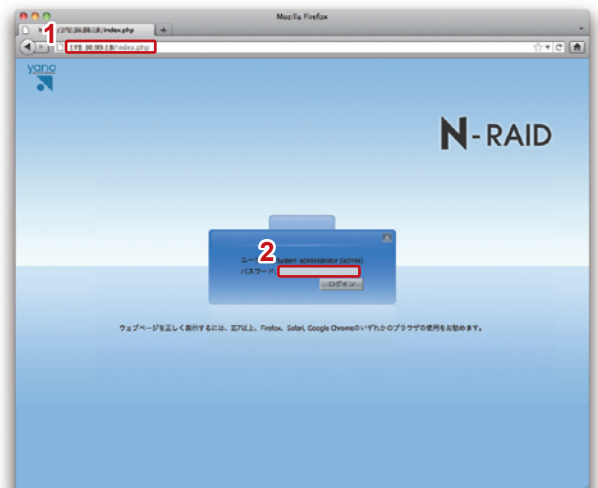 Mozilla Firefox
/index.php
1
/index.php
yano
N-RAID
2
System administrator (admin)
パスワード
ログイン
ウェブページを正しく表示するには、IE7以上、Firefox、Safari、Google Chromeのいずれかのブラウザの使用をお勧めます。